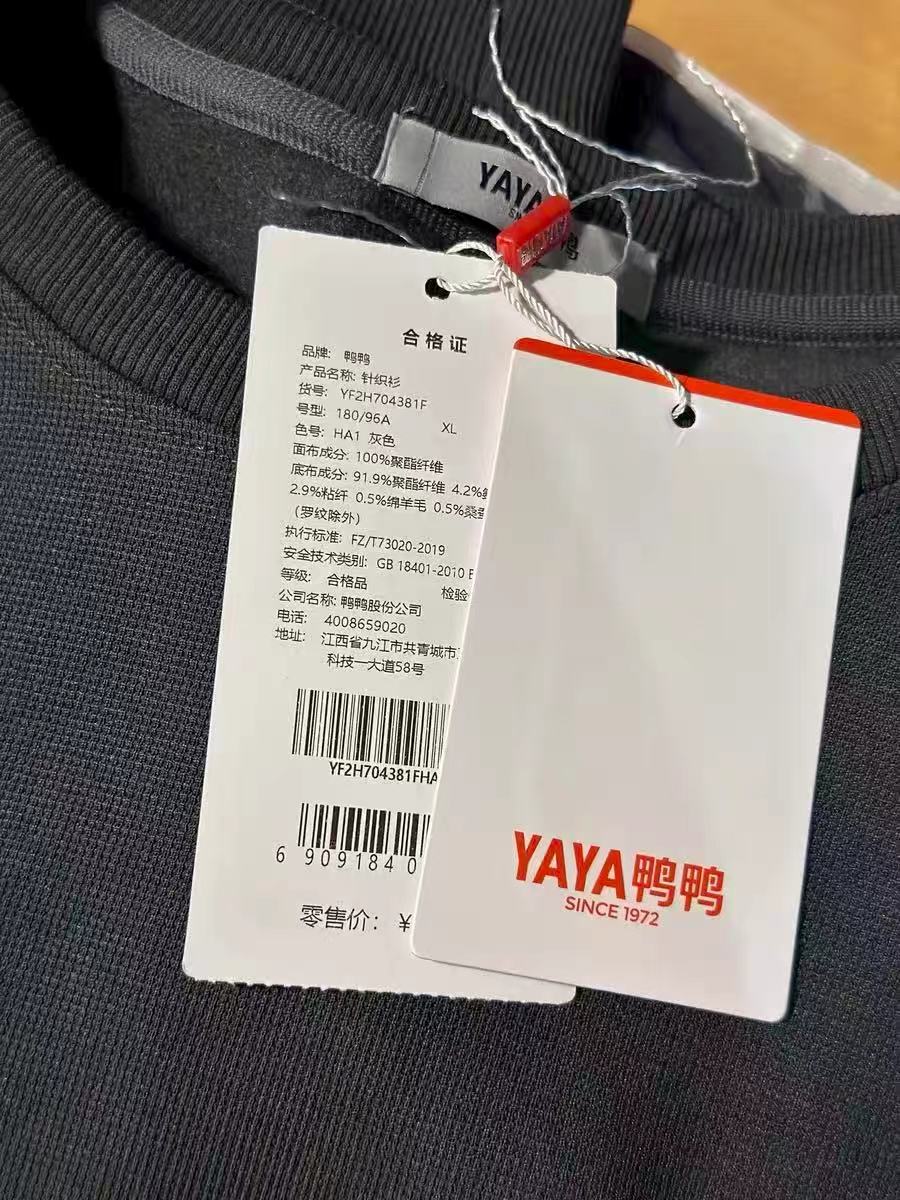 YAYA
鸭
合格证
品牌: 鸭鸭
产品名称: 针织衫
货号: YF2H704381F
号型: 180/96A XL
色号: HA1 灰色
面布成分: 100%聚酯纤维
底布成分: 91.9%聚酯纤维 4.2%
2.9%粘纤 0.5%绵羊毛 0.5%桑蚕
(罗纹除外)
执行标准: FZ/T73020-2019
安全技术类别: GB 18401-2010
等级: 合格品 检验
公司名称: 鸭鸭股份公司
电话: 4008659020
地址: 江西省九江市共青城市
科技一大道58号
YF2H704381FHA
6 909184 0
零售价: ¥
YAYA鸭鸭
SINCE 1972